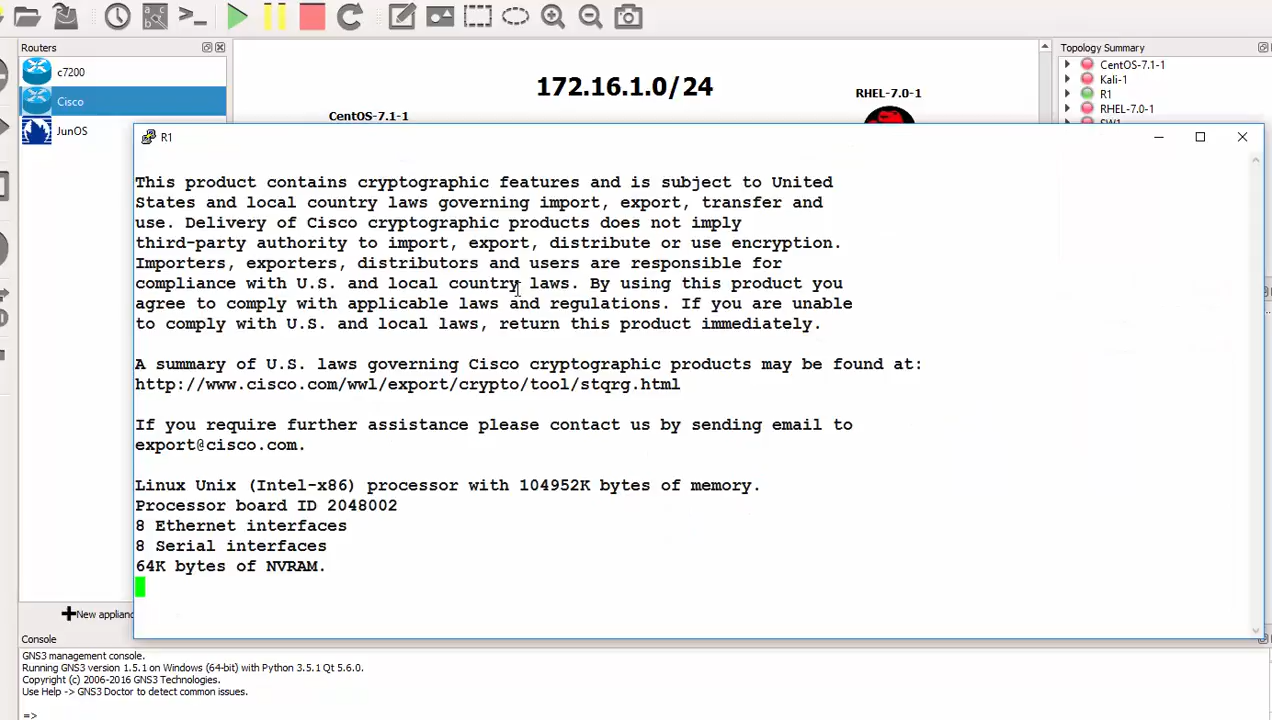 Routers
c7200
Cisco
JunOS
172.16.1.0/24
CentOS-7.1-1
RHEL-7.0-1
Topology Summary
CentOS-7.1-1
Kali-1
R1
RHEL-7.0-1
SW1
R1
This product contains cryptographic features and is subject to United
States and local country laws governing import, export, transfer and
use. Delivery of Cisco cryptographic products does not imply
third-party authority to import, export, distribute or use encryption.
Importers, exporters, distributors and users are responsible for
compliance with U.S. and local country laws. By using this product you
agree to comply with applicable laws and regulations. If you are unable
to comply with U.S. and local laws, return this product immediately.
A summary of U.S. laws governing Cisco cryptographic products may be found at:
http://www.cisco.com/wwl/export/crypto/tool/stqrg.html
If you require further assistance please contact us by sending email to
export@cisco.com.
Linux Unix (Intel-x86) processor with 104952K bytes of memory.
Processor board ID 2048002
8 Ethernet interfaces
8 Serial interfaces
64K bytes of NVRAM.
New applianc
Console
GNS3 management console.
Running GNS3 version 1.5.1 on Windows (64-bit) with Python 3.5.1 Qt 5.6.0.
Copyright (c) 2006-2016 GNS3 Technologies.
Use Help -> GNS3 Doctor to detect common issues.
=>